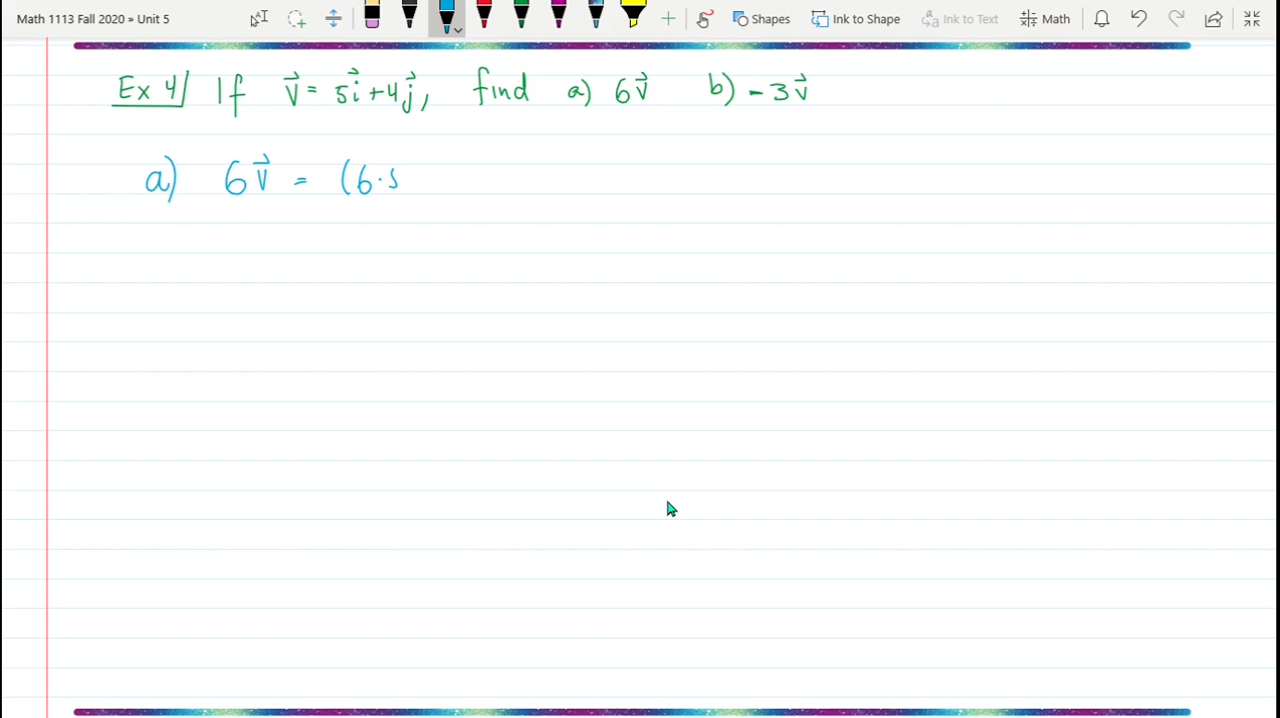 Math 1113 Fall 2020 » Unit 5 Shapes Ink to Shape Ink to Text Math
Ex 4 If v⃗ = 5i⃗ + 4j⃗, find a) 6v⃗ b) -3v⃗
a) 6v⃗ = (6·5